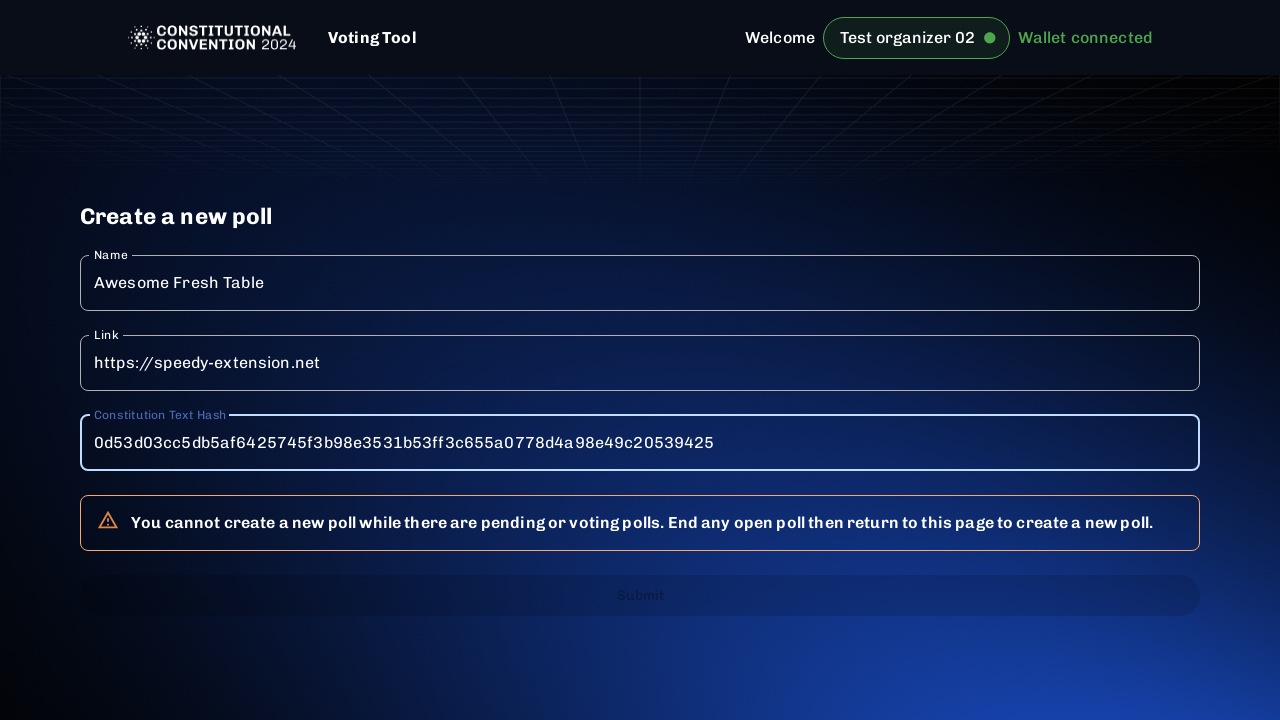 CONSTITUTIONAL
CONVENTION 2024
Voting Tool
Welcome
Test organizer 02
Wallet connected
Create a new poll
Name
Awesome Fresh Table
Link
https://speedy-extension.net
Constitution Text Hash
0d53d03cc5db5af6425745f3b98e3531b53ff3c655a0778d4a98e49c20539425
You cannot create a new poll while there are pending or voting polls. End any open poll then return to this page to create a new poll.
Submit